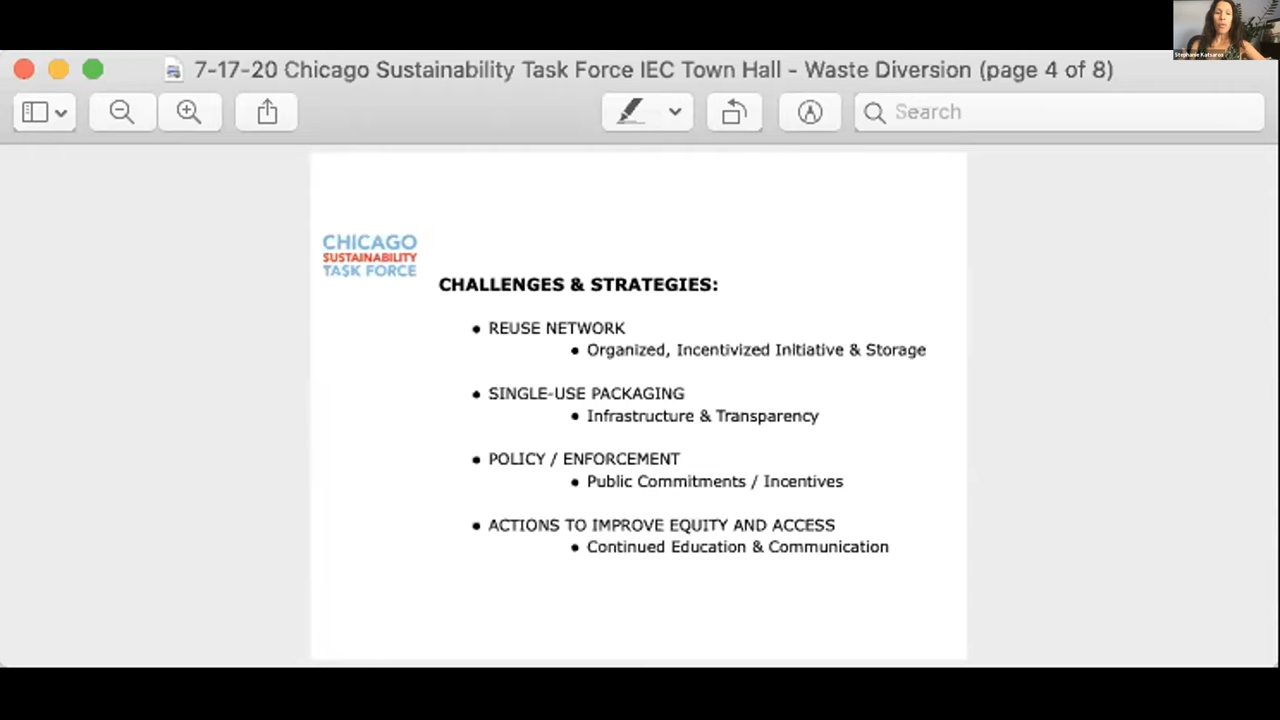 Stephanie Katsaros
7-17-20 Chicago Sustainability Task Force IEC Town Hall - Waste Diversion (page 4 of 8)
Search
CHICAGO
SUSTAINABILITY
TASK FORCE
CHALLENGES & STRATEGIES:
• REUSE NETWORK
• Organized, Incentivized Initiative & Storage
• SINGLE-USE PACKAGING
• Infrastructure & Transparency
• POLICY / ENFORCEMENT
• Public Commitments / Incentives
• ACTIONS TO IMPROVE EQUITY AND ACCESS
• Continued Education & Communication